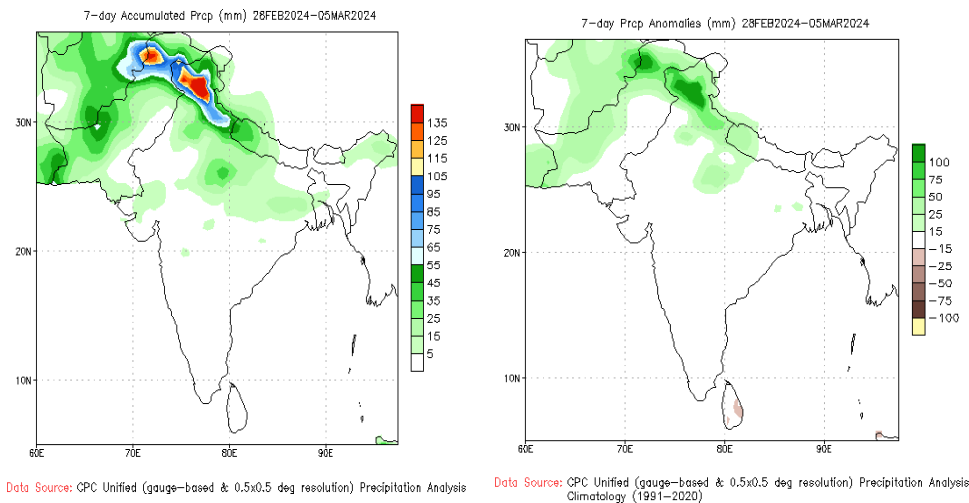 7-day Accumulated Prcp (mm) 28FEB2024-05MAR2024
30N
20N
10N
60E
70E
80E
90E
135
125
115
105
95
85
75
65
55
45
35
25
15
5
Data Source: CPC Unified (gauge-based & 0.5x0.5 deg resolution) Precipitation Analysis
7-day Prcp Anomalies (mm) 28FEB2024-05MAR2024
30N
20N
10N
60E
70E
80E
90E
100
75
50
25
15
-15
-25
-50
-75
-100
Data Source: CPC Unified (gauge-based & 0.5x0.5 deg resolution) Precipitation Analysis
Climatology (1991-2020)